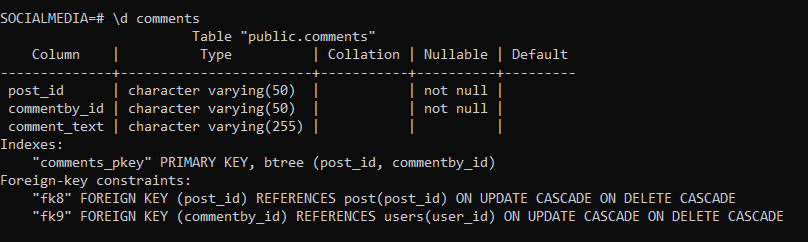 SOCIALMEDIA=# \d comments
                        Table "public.comments"
    Column    |          Type          | Collation | Nullable | Default
--------------+------------------------+-----------+----------+---------
 post_id      | character varying(50)  |           | not null |
 commentby_id | character varying(50)  |           | not null |
 comment_text | character varying(255) |           |          |
Indexes:
    "comments_pkey" PRIMARY KEY, btree (post_id, commentby_id)
Foreign-key constraints:
    "fk8" FOREIGN KEY (post_id) REFERENCES post(post_id) ON UPDATE CASCADE ON DELETE CASCADE
    "fk9" FOREIGN KEY (commentby_id) REFERENCES users(user_id) ON UPDATE CASCADE ON DELETE CASCADE